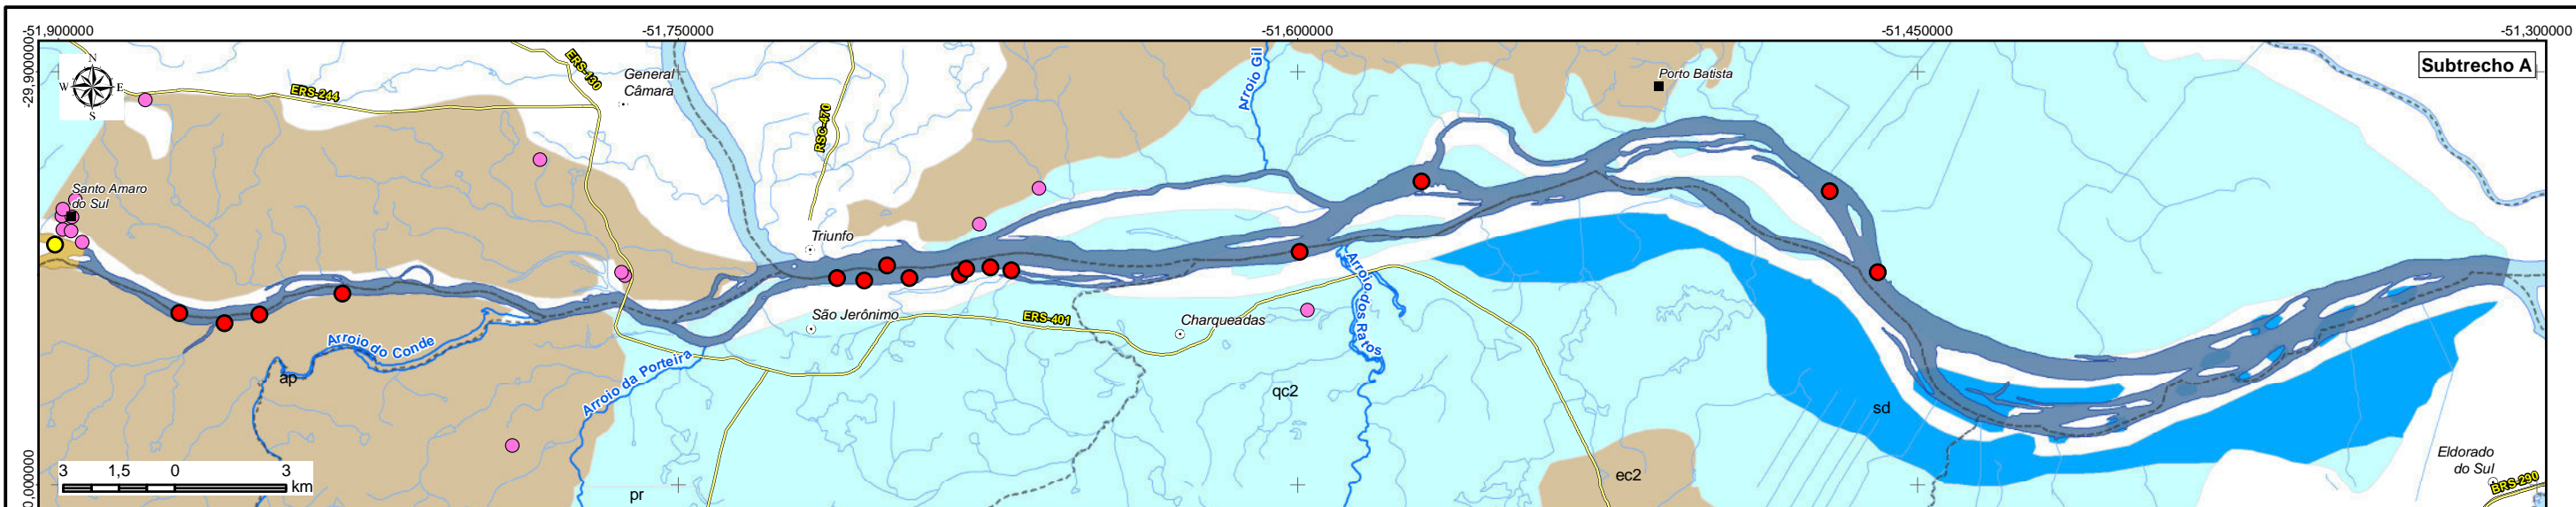 -51,900000
-51,750000
-51,600000
-51,450000
-51,300000
-29,900000
Subtrecho A
N
W
E
S
ERS-244
ERS-130
General
Câmara
RSC-470
Arroio Gil
Porto Batista
Santo Amaro
do Sul
Triunfo
São Jerônimo
ERS-401
Charqueadas
Arroio dos Ratos
Arroio do Conde
Arroio da Porteira
ap
qc2
sd
ec2
pr
Eldorado
do Sul
BRS-290
3
1,5
0
3
km